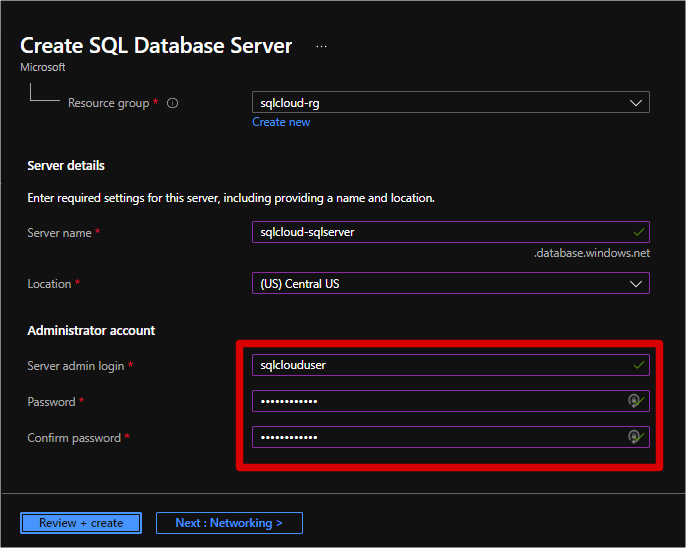 Create SQL Database Server ...
Microsoft
Resource group * sqlcloud-rg
Create new
Server details
Enter required settings for this server, including providing a name and location.
Server name * sqlcloud-sqlserver
.database.windows.net
Location * (US) Central US
Administrator account
Server admin login * sqlclouduser
Password * ••••••••••••
Confirm password * ••••••••••••
Review + create Next : Networking >